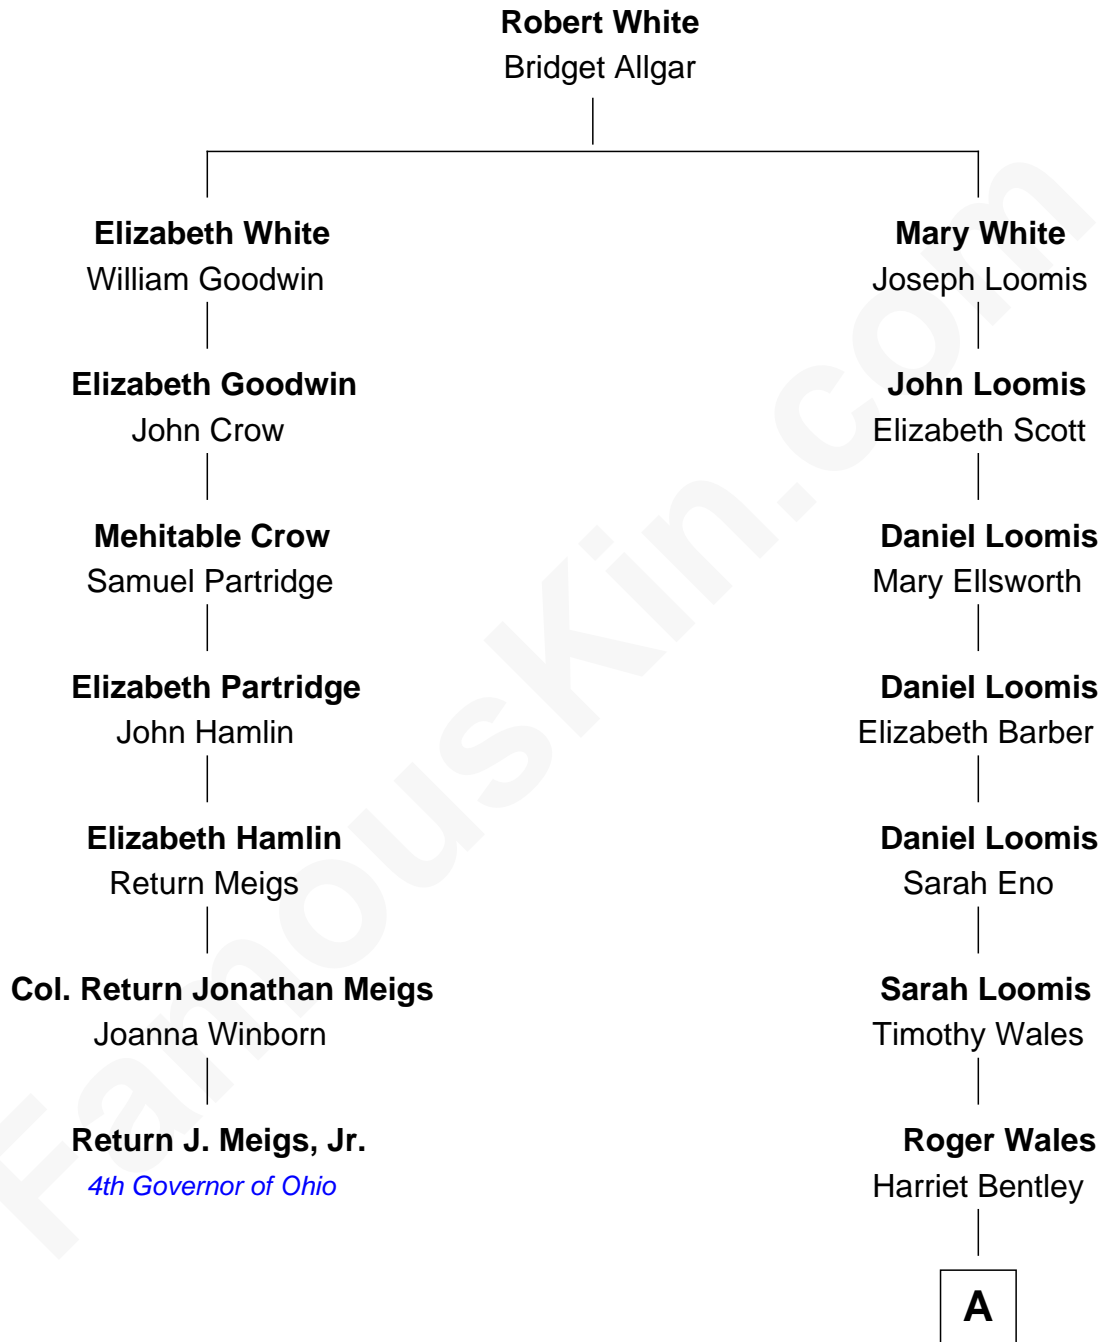 Robert White
Bridget Allgar
Elizabeth White
William Goodwin
Mary White
Joseph Loomis
Elizabeth Goodwin
John Crow
John Loomis
Elizabeth Scott
Mehitable Crow
Samuel Partridge
Daniel Loomis
Mary Ellsworth
Elizabeth Partridge
John Hamlin
Daniel Loomis
Elizabeth Barber
Elizabeth Hamlin
Return Meigs
Daniel Loomis
Sarah Eno
Col. Return Jonathan Meigs
Joanna Winborn
Sarah Loomis
Timothy Wales
Return J. Meigs, Jr.
4th Governor of Ohio
Roger Wales
Harriet Bentley
A
FamousKin.com